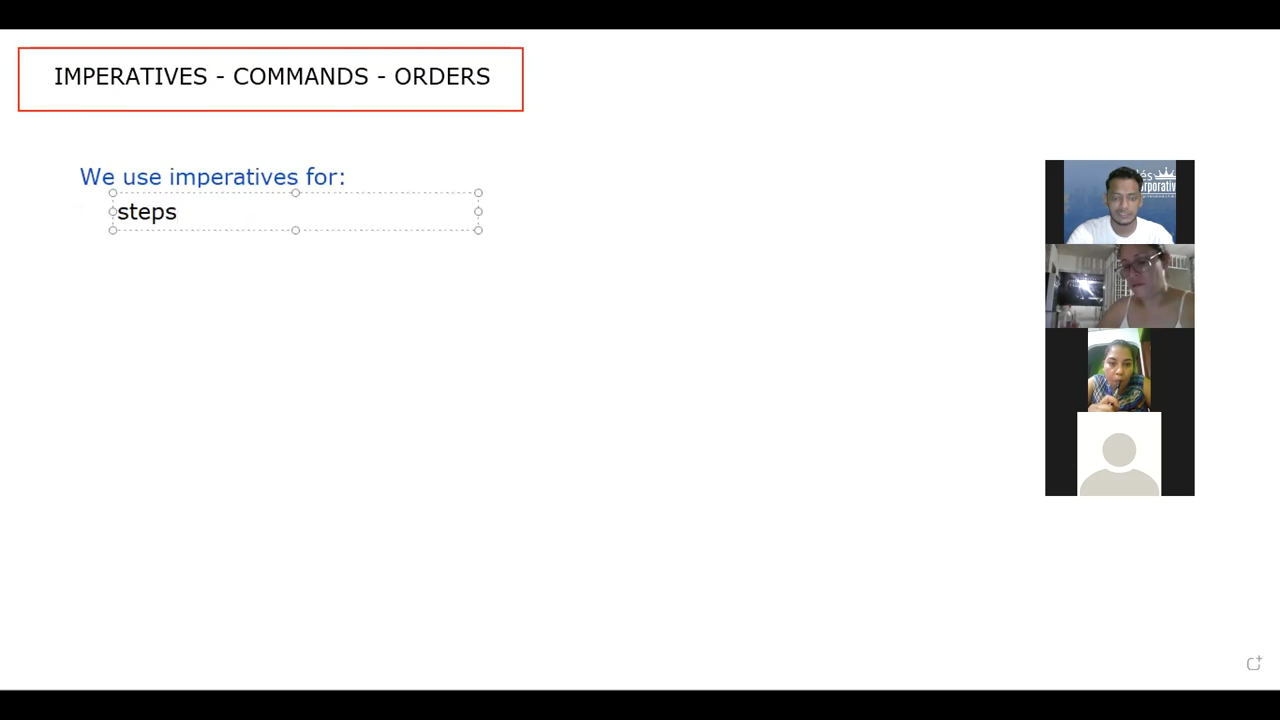 IMPERATIVES - COMMANDS - ORDERS
We use imperatives for:
steps